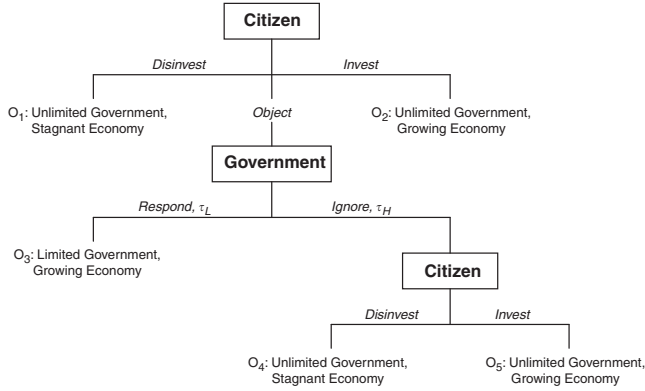 Citizen
Disinvest
Invest
O₁: Unlimited Government,
Stagnant Economy
Object
O₂: Unlimited Government,
Growing Economy
Government
Respond, τL
Ignore, τH
O₃: Limited Government,
Growing Economy
Citizen
Disinvest
Invest
O₄: Unlimited Government,
Stagnant Economy
O₅: Unlimited Government,
Growing Economy